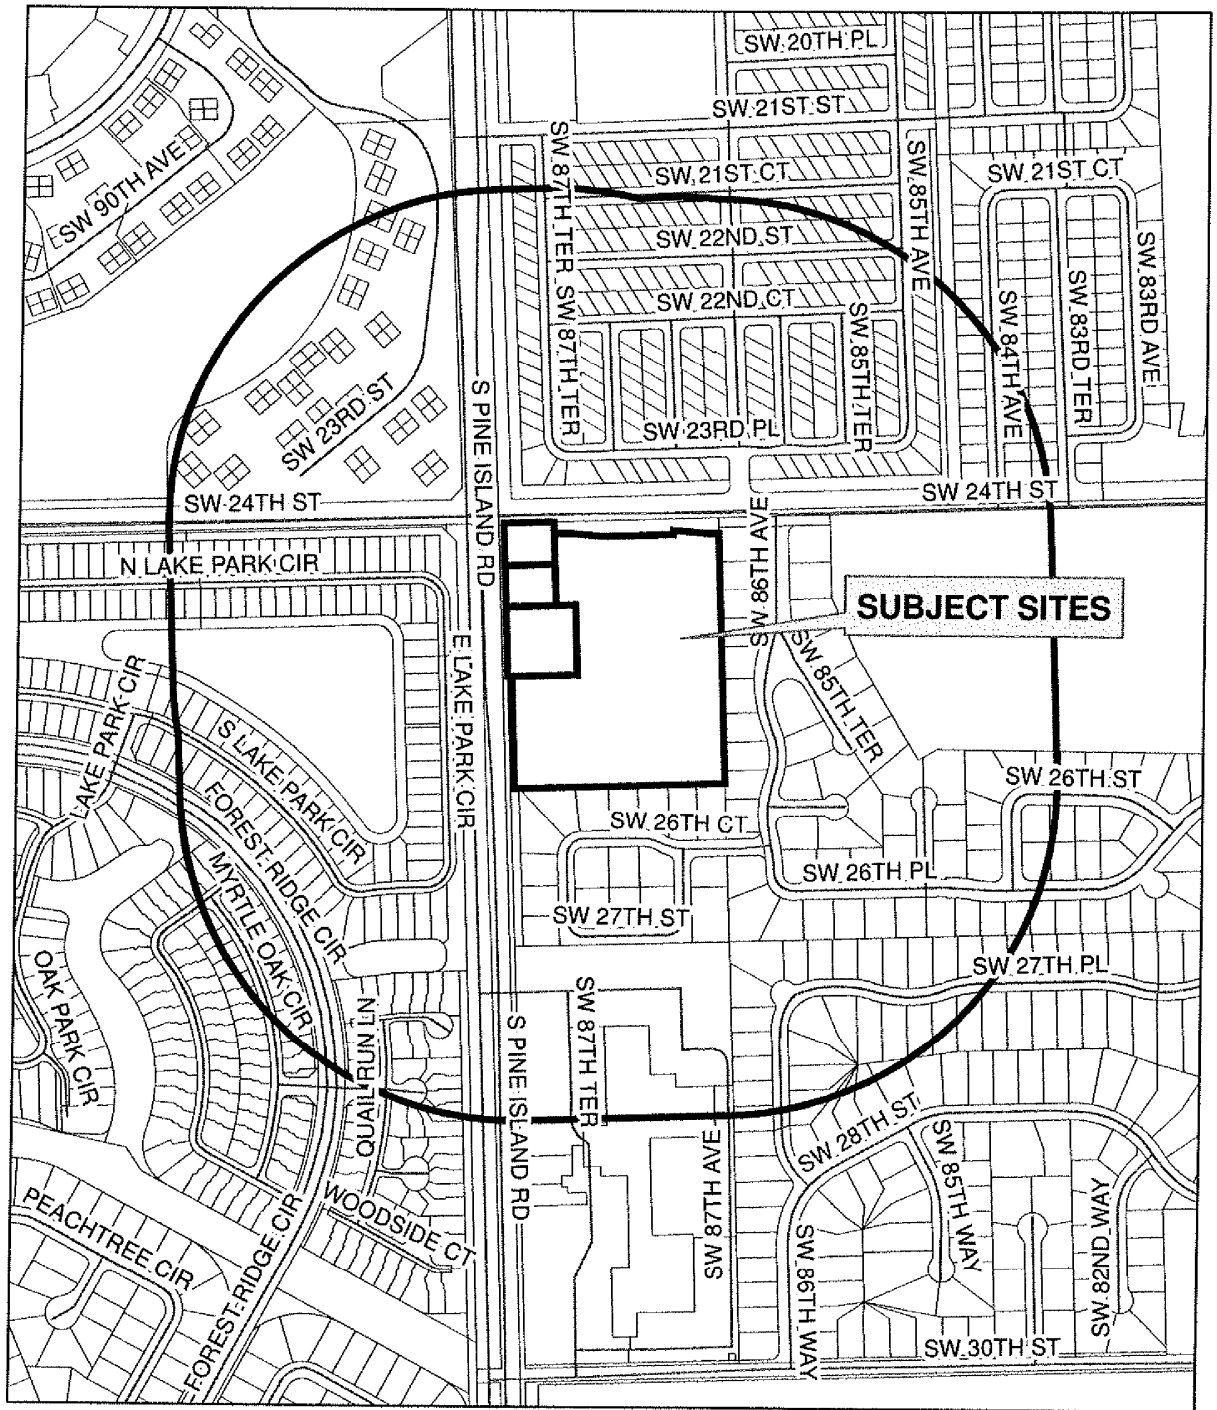 SW 20TH PL
SW 21ST ST
SW 87TH TER
SW 21ST CT
SW 85TH AVE
SW 21ST CT
SW 90TH AVE
SW 22ND ST
SW 83RD AVE
SW 22ND CT
SW 87TH TER
SW 85TH TER
SW 84TH AVE
SW 83RD TER
SW 23RD ST
S PINE ISLAND RD
SW 23RD PL
SW 24TH ST
SW 24TH ST
SW 86TH AVE
N LAKE PARK CIR
SUBJECT SITES
E LAKE PARK CIR
SW 85TH TER
LAKE PARK CIR
S LAKE PARK CIR
SW 26TH ST
FOREST RIDGE CIR
SW 26TH CT
MYRTLE OAK CIR
SW 26TH PL
SW 27TH ST
OAK PARK CIR
SW 27TH PL
QUAIL RUN LN
S PINE ISLAND RD
SW 87TH TER
SW 28TH ST
SW 87TH AVE
SW 85TH WAY
SW 82ND WAY
PEACHTREE CIR
WOODSIDE CT
FOREST RIDGE CIR
SW 86TH WAY
SW 30TH ST